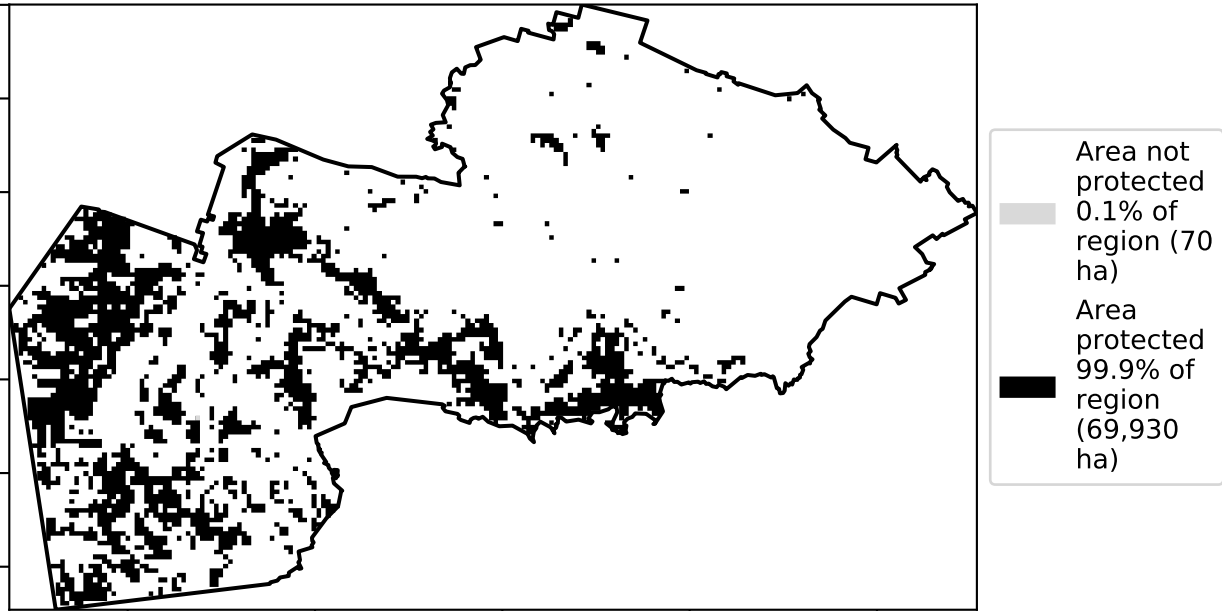 Area not
protected
0.1% of
region (70
ha)
Area
protected
99.9% of
region
(69,930
ha)